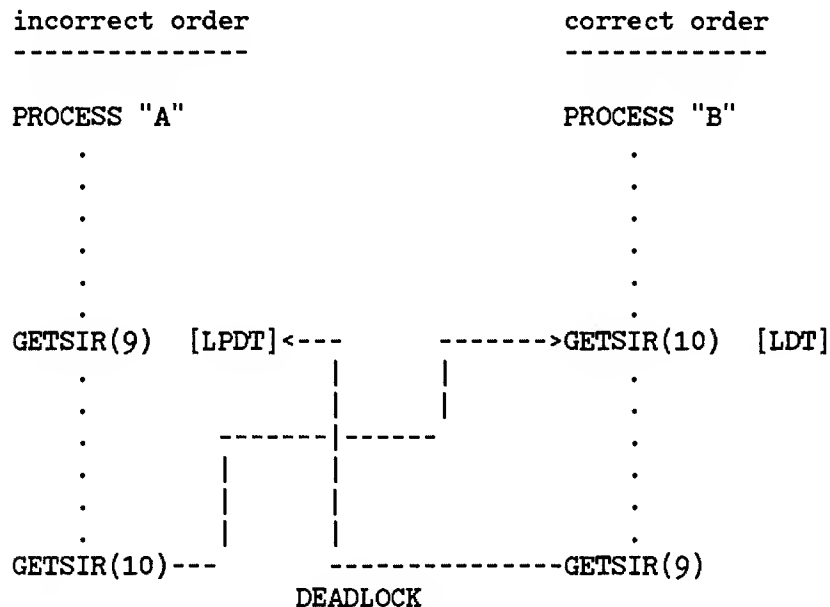 incorrect order                    correct order
---------------                    -------------
PROCESS "A"                        PROCESS "B"
GETSIR(9)  [LPDT]<---      ------->GETSIR(10)  [LDT]
GETSIR(10)---       ---------------GETSIR(9)
DEADLOCK